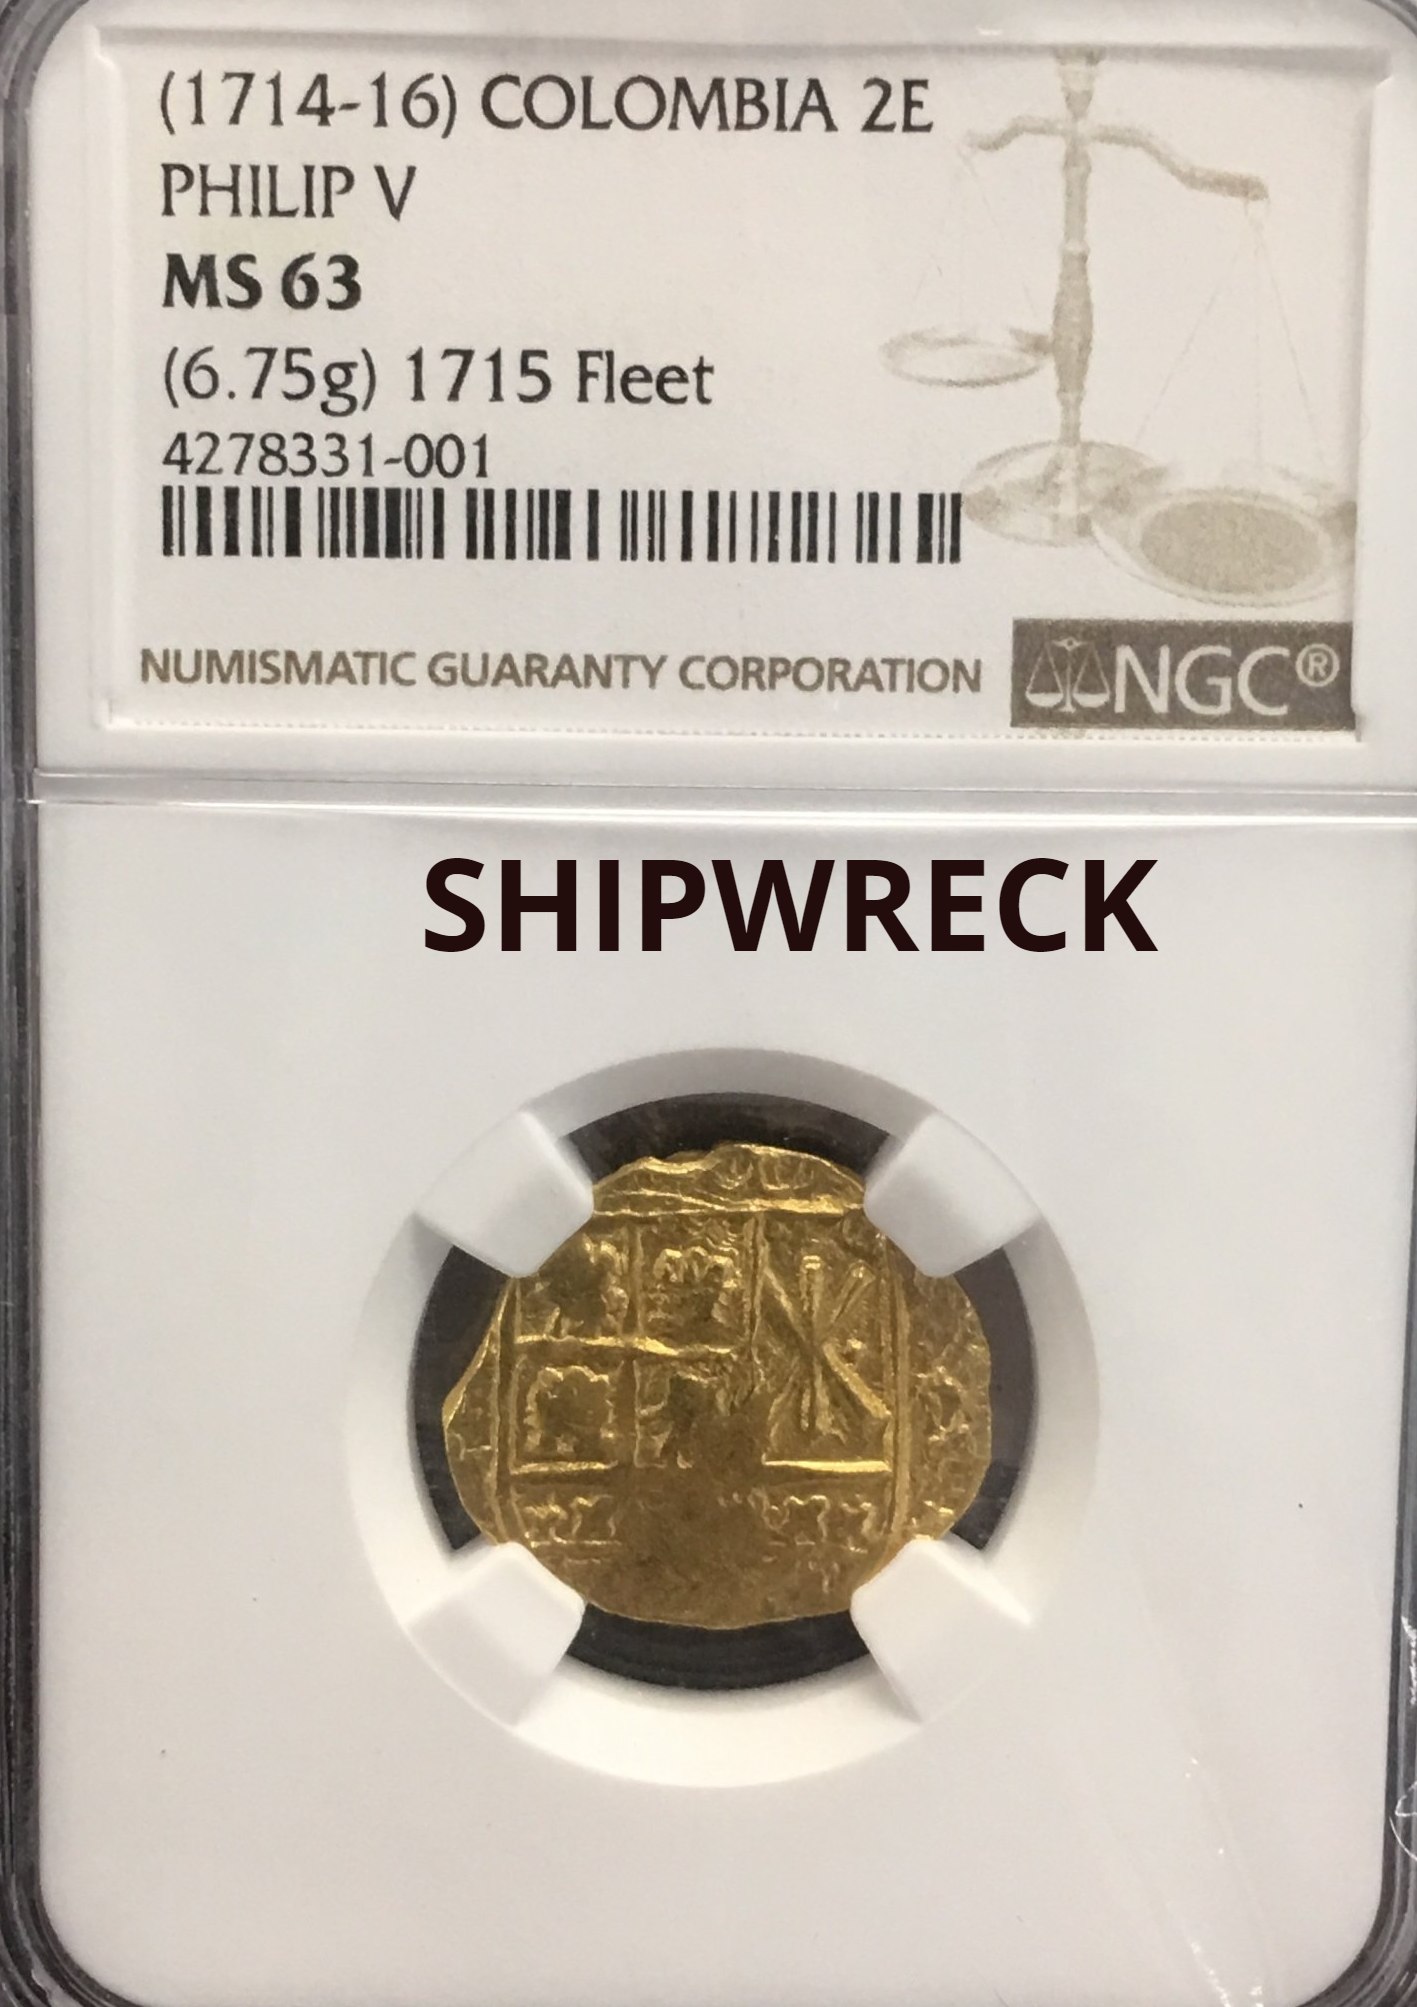 (1714-16) COLOMBIA 2E
PHILIP V
MS 63
(6.75g) 1715 Fleet
4278331-001
NUMISMATIC GUARANTY CORPORATION NGC®
SHIPWRECK